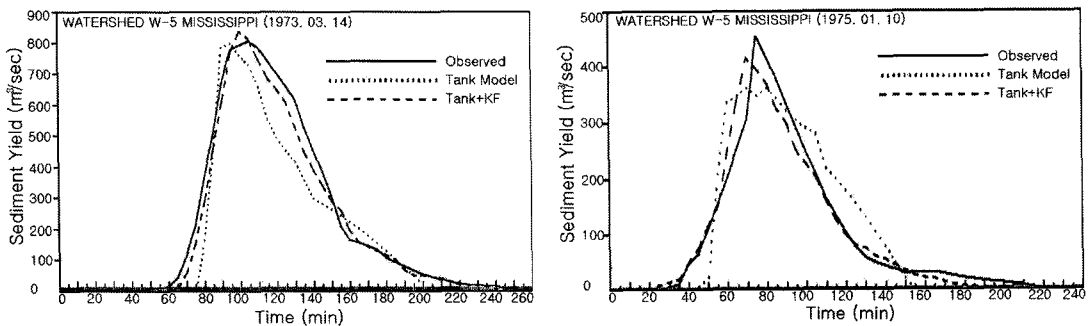 WATERSHED W-5 MISSISSIPPI (1973. 03. 14)
Observed
Tank Model
Tank+KF
Sediment Yield (m³/sec)
900
800
700
600
500
400
300
200
100
0
0 20 40 60 80 100 120 140 160 180 200 220 240 260
Time (min)
WATERSHED W-5 MISSISSIPPI (1975. 01. 10)
Observed
Tank Model
Tank+KF
Sediment Yield (m³/sec)
500
400
300
200
100
0
0 20 40 60 80 100 120 140 160 180 200 220 240
Time (min)